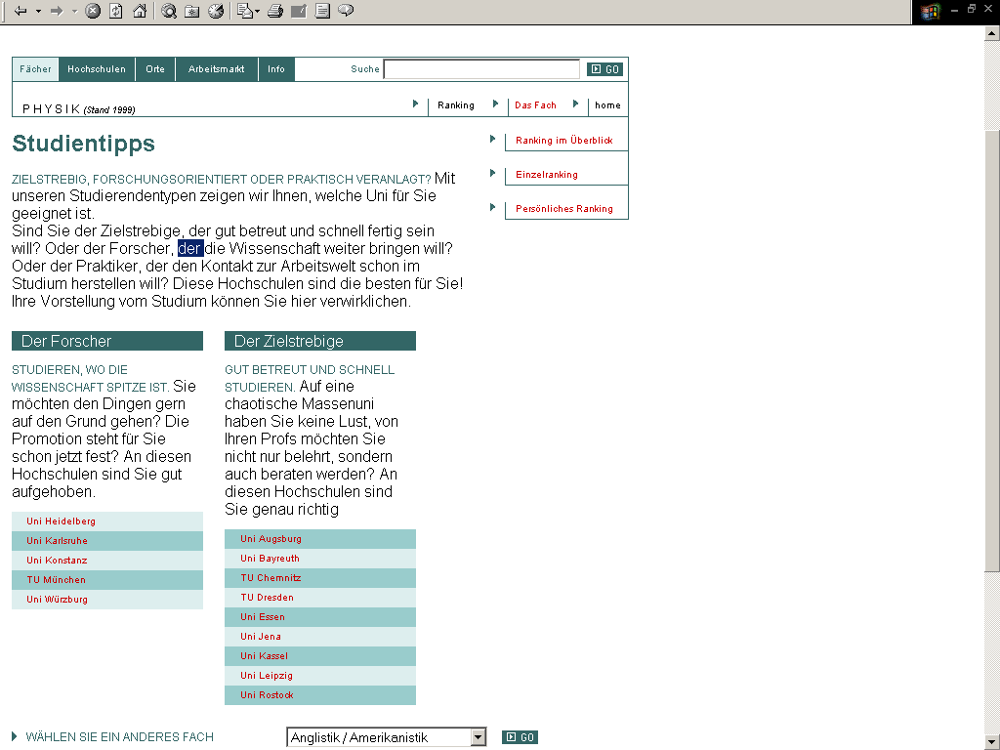 Fächer Hochschulen Orte Arbeitsmarkt Info Suche GO
PHYSIK (Stand 1999) Ranking Das Fach home
Studientipps
Ranking im Überblick
Einzelranking
Persönliches Ranking
ZIELSTREBIG, FORSCHUNGSORIENTIERT ODER PRAKTISCH VERANLAGT? Mit
unseren Studierendentypen zeigen wir Ihnen, welche Uni für Sie
geeignet ist.
Sind Sie der Zielstrebige, der gut betreut und schnell fertig sein
will? Oder der Forscher, der die Wissenschaft weiter bringen will?
Oder der Praktiker, der den Kontakt zur Arbeitswelt schon im
Studium herstellen will? Diese Hochschulen sind die besten für Sie!
Ihre Vorstellung vom Studium können Sie hier verwirklichen.
Der Forscher
STUDIEREN, WO DIE
WISSENSCHAFT SPITZE IST. Sie
möchten den Dingen gern
auf den Grund gehen? Die
Promotion steht für Sie
schon jetzt fest? An diesen
Hochschulen sind Sie gut
aufgehoben.
Uni Heidelberg
Uni Karlsruhe
Uni Konstanz
TU München
Uni Würzburg
Der Zielstrebige
GUT BETREUT UND SCHNELL
STUDIEREN. Auf eine
chaotische Massenuni
haben Sie keine Lust, von
Ihren Profs möchten Sie
nicht nur belehrt, sondern
auch beraten werden? An
diesen Hochschulen sind
Sie genau richtig
Uni Augsburg
Uni Bayreuth
TU Chemnitz
TU Dresden
Uni Essen
Uni Jena
Uni Kassel
Uni Leipzig
Uni Rostock
WÄHLEN SIE EIN ANDERES FACH Anglistik / Amerikanistik GO